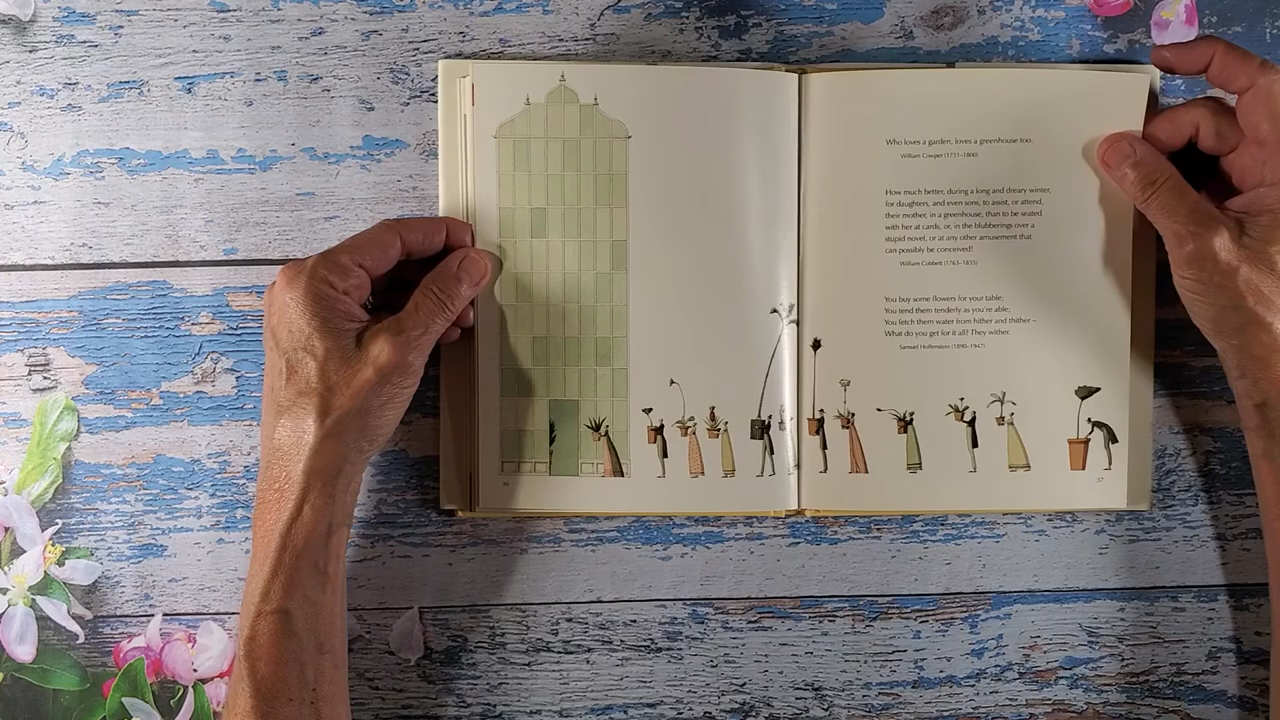 Who loves a garden, loves a greenhouse too.
William Cowper (1731–1800)
How much better, during a long and dreary winter,
for daughters, and even sons, to assist, or attend,
their mother, in a greenhouse, than to be seated
with her at cards, or, in the blubberings over a
stupid novel, or at any other amusement that
can possibly be conceived!
William Cobbett (1763–1835)
You buy some flowers for your table;
You tend them tenderly as you're able;
You fetch them water from hither and thither –
What do you get for it all? They wither.
Samuel Hoffenstein (1890–1947)
36
37